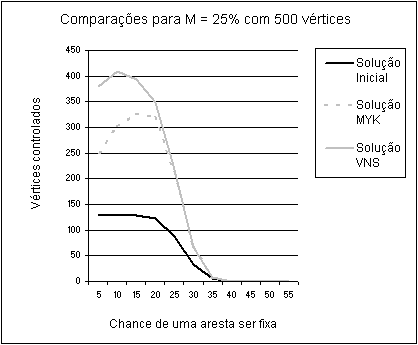 Comparações para M = 25% com 500 vértices
Vértices controlados
450
400
350
300
250
200
150
100
50
0
5 10 15 20 25 30 35 40 45 50 55
Chance de uma aresta ser fixa
Solução
Inicial
Solução
MYK
Solução
VNS